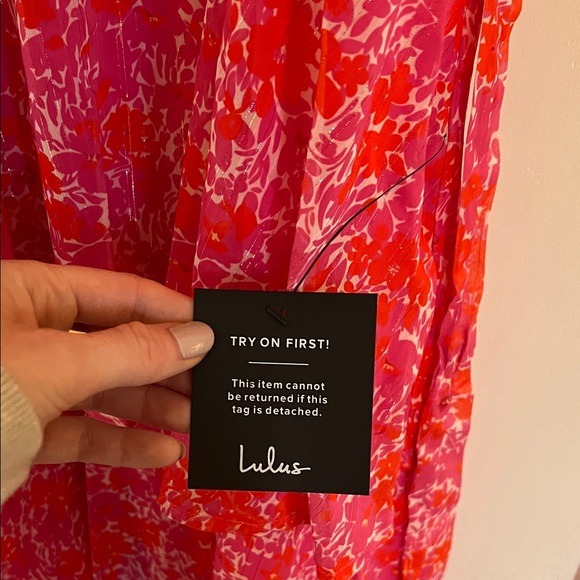 TRY ON FIRST!
This item cannot
be returned if this
tag is detached.
Lulus